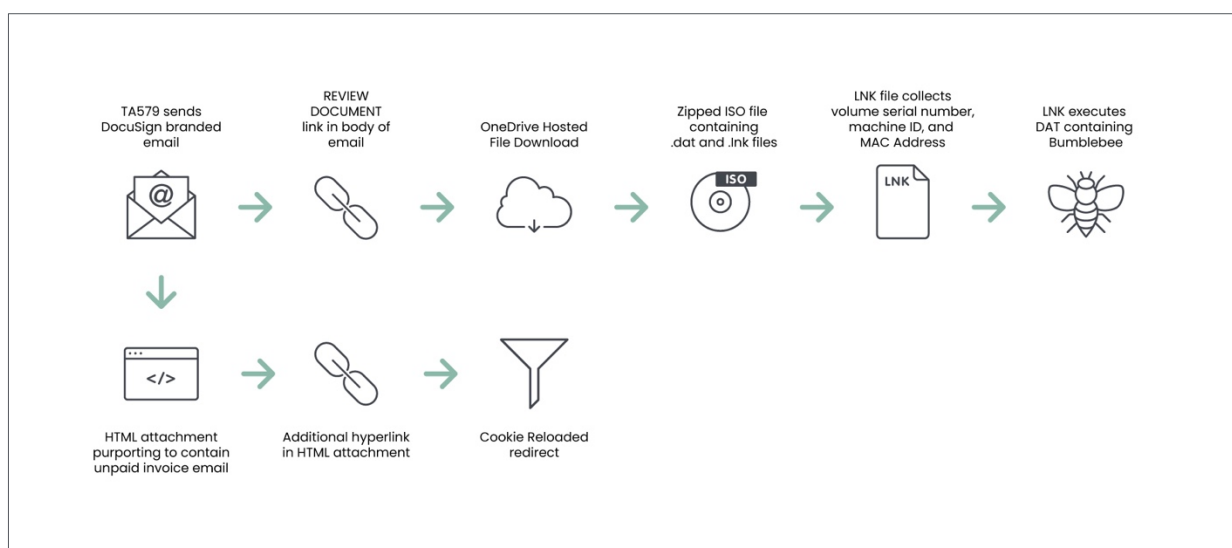 TA579 sends
DocuSign branded
email
REVIEW
DOCUMENT
link in body of
email
OneDrive Hosted
File Download
Zipped ISO file
containing
.dat and .lnk files
LNK file collects
volume serial number,
machine ID, and
MAC Address
LNK executes
DAT containing
Bumblebee
@
ISO
LNK
</>
HTML attachment
purporting to contain
unpaid invoice email
Additional hyperlink
in HTML attachment
Cookie Reloaded
redirect